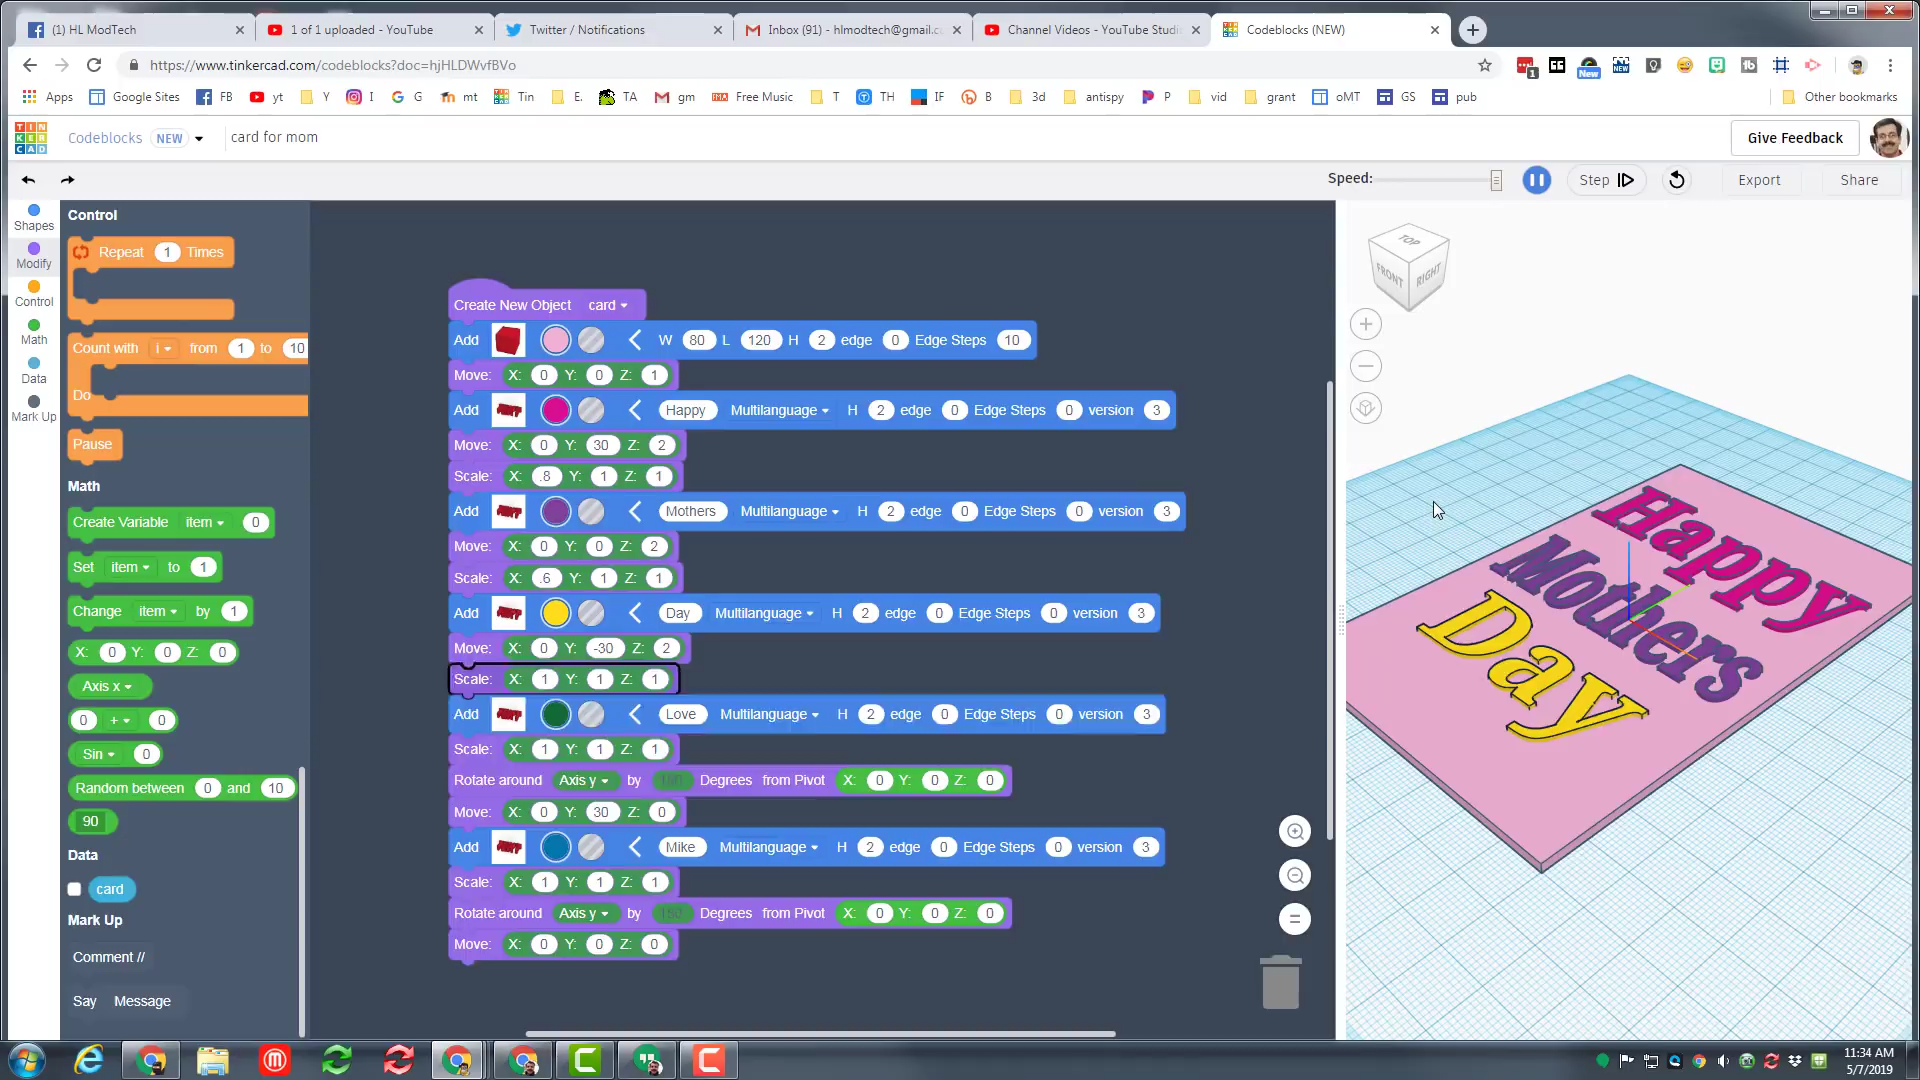 (1) HL ModTech
1 of 1 uploaded - YouTube
Twitter / Notifications
Inbox (91) - hlmodtech@gmail.c
Channel Videos - YouTube Studi
Codeblocks (NEW)
https://www.tinkercad.com/codeblocks?doc=hjHLDWvfBVo
Apps Google Sites FB yt Y I G mt Tin E. TA gm Free Music T TH IF B 3d antispy P vid grant oMT GS pub Other bookmarks
TIN KER CAD Codeblocks NEW card for mom Give Feedback
Speed: Step Export Share
Shapes
Modify
Control
Math
Data
Mark Up
Control
Repeat 1 Times
Count with i from 1 to 10
Do
Pause
Math
Create Variable item 0
Set item to 1
Change item by 1
X: 0 Y: 0 Z: 0
Axis x
0 + 0
Sin 0
Random between 0 and 10
90
Data
card
Mark Up
Comment //
Say Message
Create New Object card
Add W 80 L 120 H 2 edge 0 Edge Steps 10
Move: X: 0 Y: 0 Z: 1
Add Happy Multilanguage H 2 edge 0 Edge Steps 0 version 3
Move: X: 0 Y: 30 Z: 2
Scale: X: .8 Y: 1 Z: 1
Add Mothers Multilanguage H 2 edge 0 Edge Steps 0 version 3
Move: X: 0 Y: 0 Z: 2
Scale: X: .6 Y: 1 Z: 1
Add Day Multilanguage H 2 edge 0 Edge Steps 0 version 3
Move: X: 0 Y: -30 Z: 2
Scale: X: 1 Y: 1 Z: 1
Add Love Multilanguage H 2 edge 0 Edge Steps 0 version 3
Scale: X: 1 Y: 1 Z: 1
Rotate around Axis y by 180 Degrees from Pivot X: 0 Y: 0 Z: 0
Move: X: 0 Y: 30 Z: 0
Add Mike Multilanguage H 2 edge 0 Edge Steps 0 version 3
Scale: X: 1 Y: 1 Z: 1
Rotate around Axis y by 180 Degrees from Pivot X: 0 Y: 0 Z: 0
Move: X: 0 Y: 0 Z: 0
TOP
FRONT RIGHT
Happy
Mothers
Day
11:34 AM
5/7/2019